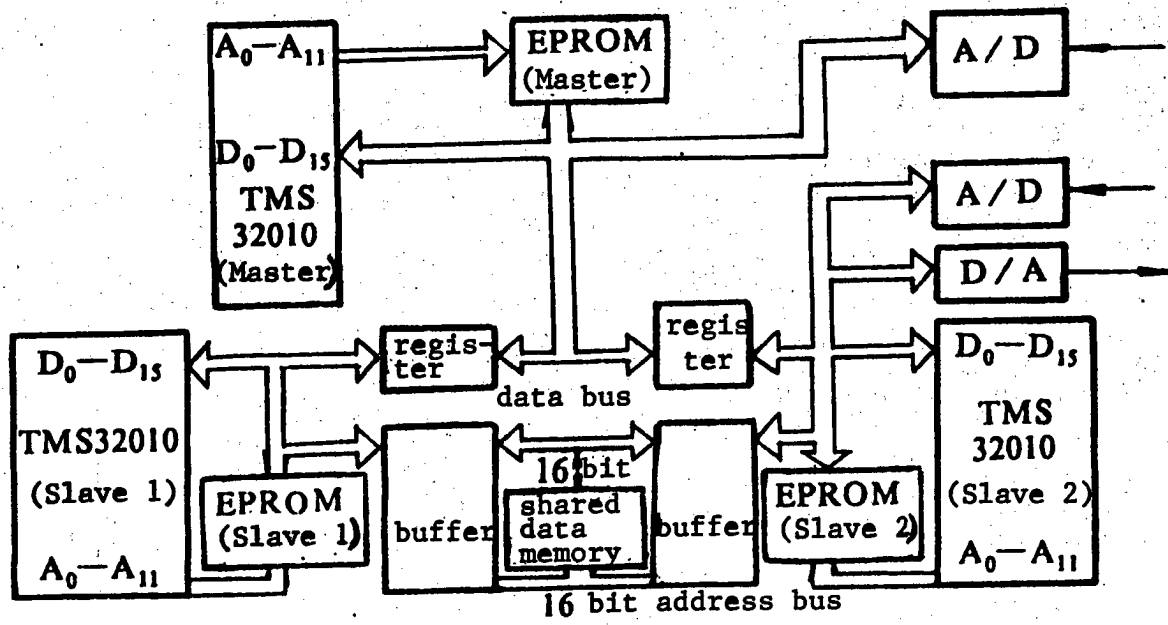 A₀—A₁₁
D₀—D₁₅
TMS
32010
(Master)
EPROM
(Master)
A/D
A/D
D/A
regis-
ter
regis
ter
data bus
D₀—D₁₅
TMS32010
(Slave 1)
A₀—A₁₁
EPROM
(Slave 1)
buffer
16 bit
shared
data
memory
buffer
EPROM
(Slave 2)
D₀—D₁₅
TMS
32010
(Slave 2)
A₀—A₁₁
16 bit address bus